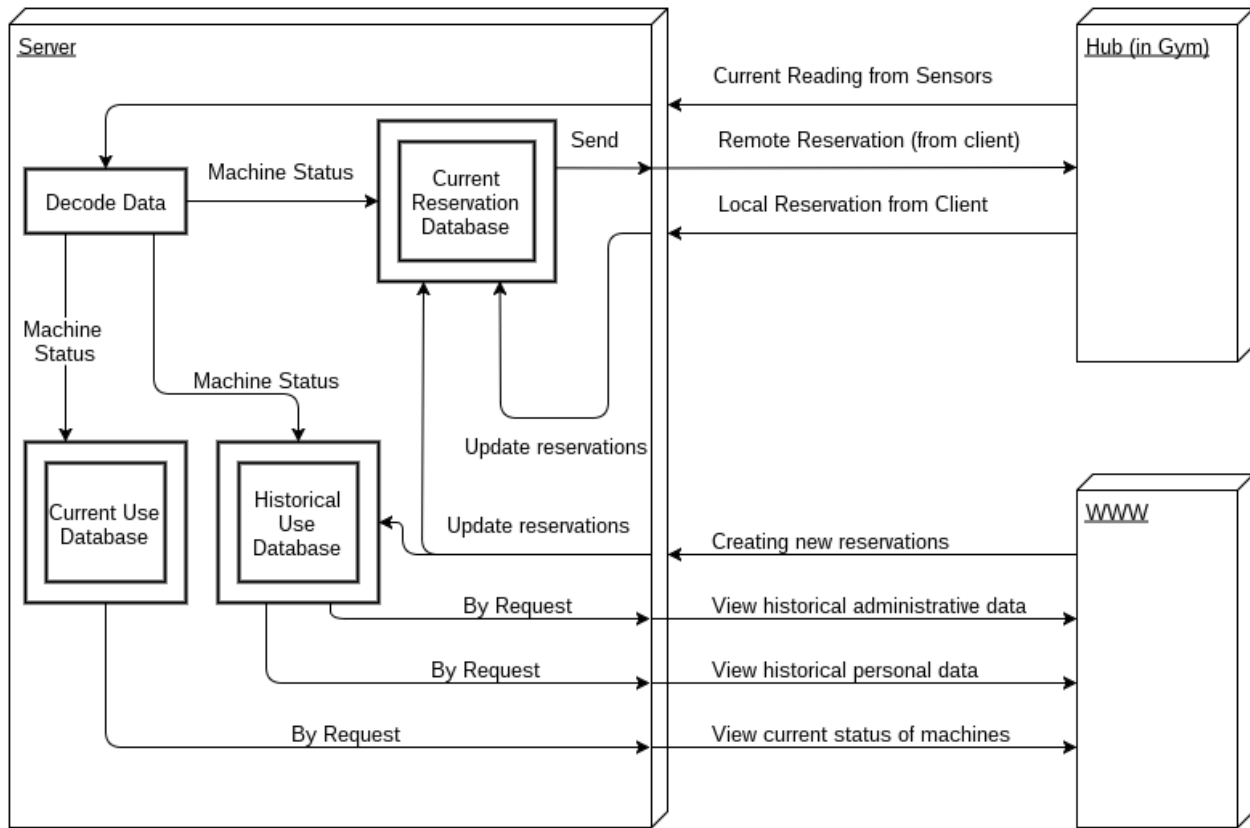 Server
Hub (in Gym)
Current Reading from Sensors
Send
Remote Reservation (from client)
Machine Status
Decode Data
Current
Reservation
Database
Local Reservation from Client
Machine
Status
Machine Status
Update reservations
Current Use
Database
Historical
Use
Database
Update reservations
Creating new reservations
WWW
By Request
View historical administrative data
By Request
View historical personal data
By Request
View current status of machines